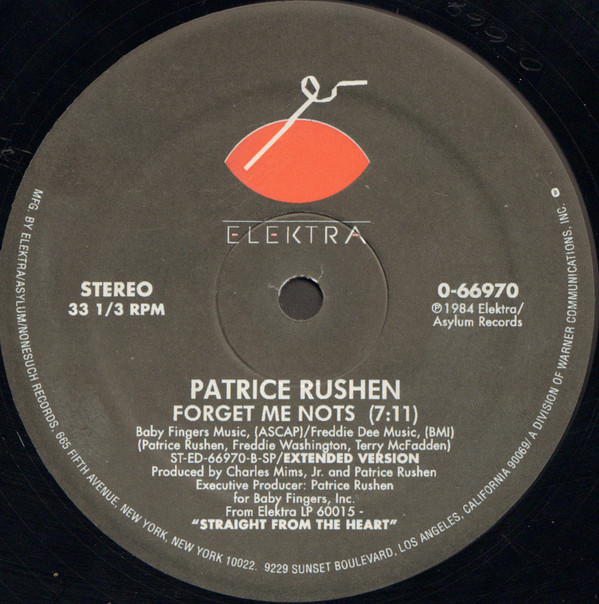 ELEKTRA
STEREO
33 1/3 RPM
0-66970
℗1984 Elektra/
Asylum Records
PATRICE RUSHEN
FORGET ME NOTS (7:11)
Baby Fingers Music, (ASCAP)/Freddie Dee Music, (BMI)
(Patrice Rushen, Freddie Washington, Terry McFadden)
ST-ED-66970-B-SP/EXTENDED VERSION
Produced by Charles Mims, Jr. and Patrice Rushen
Executive Producer: Patrice Rushen
for Baby Fingers, Inc.
From Elektra LP 60015 -
"STRAIGHT FROM THE HEART"
MFG. BY ELEKTRA/ASYLUM/NONESUCH RECORDS, 665 FIFTH AVENUE, NEW YORK, NEW YORK 10022. 9229 SUNSET BOULEVARD, LOS ANGELES, CALIFORNIA 90069/A DIVISION OF WARNER COMMUNICATIONS, INC.